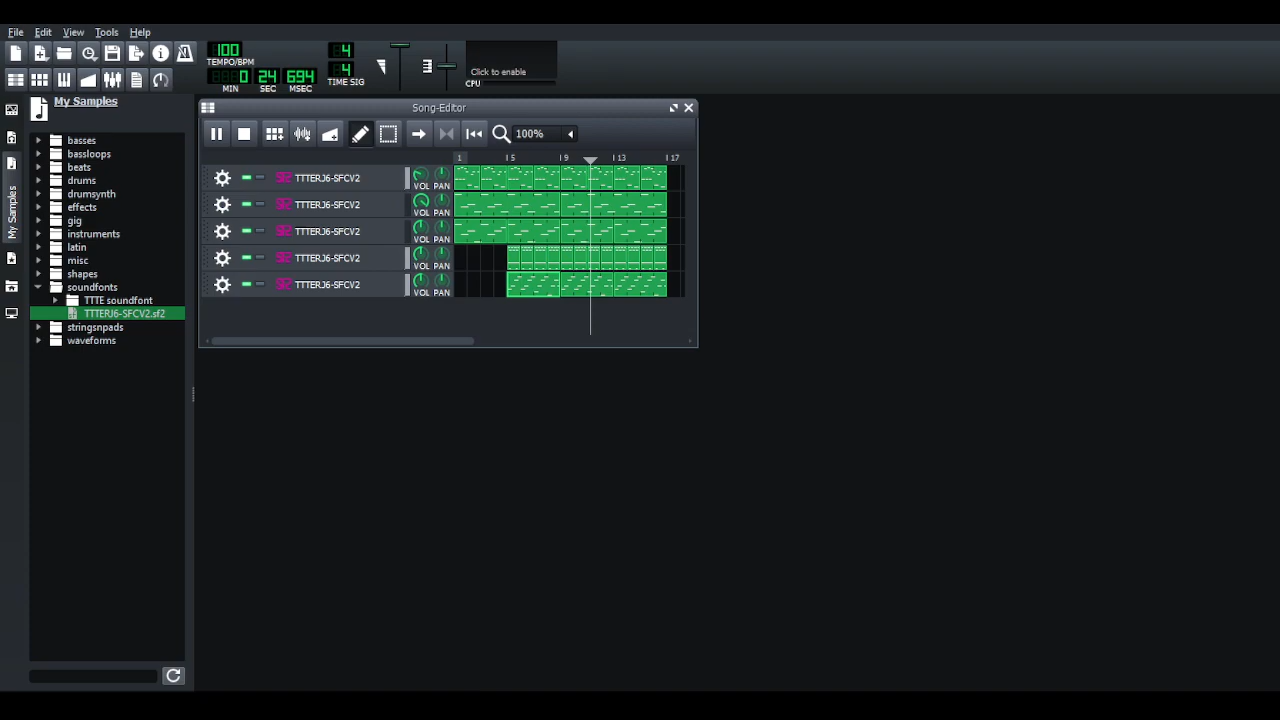 File Edit View Tools Help
100
TEMPO/BPM
0 24 694
MIN SEC MSEC
4
4
TIME SIG
Click to enable
CPU
My Samples
My Samples
basses
bassloops
beats
drums
drumsynth
effects
gig
instruments
latin
misc
shapes
soundfonts
TTTE soundfont
TTTERJ6-SFCV2.sf2
stringsnpads
waveforms
Song-Editor
100%
1 5 9 13 17
TTTERJ6-SFCV2 VOL PAN
TTTERJ6-SFCV2 VOL PAN
TTTERJ6-SFCV2 VOL PAN
TTTERJ6-SFCV2 VOL PAN
TTTERJ6-SFCV2 VOL PAN